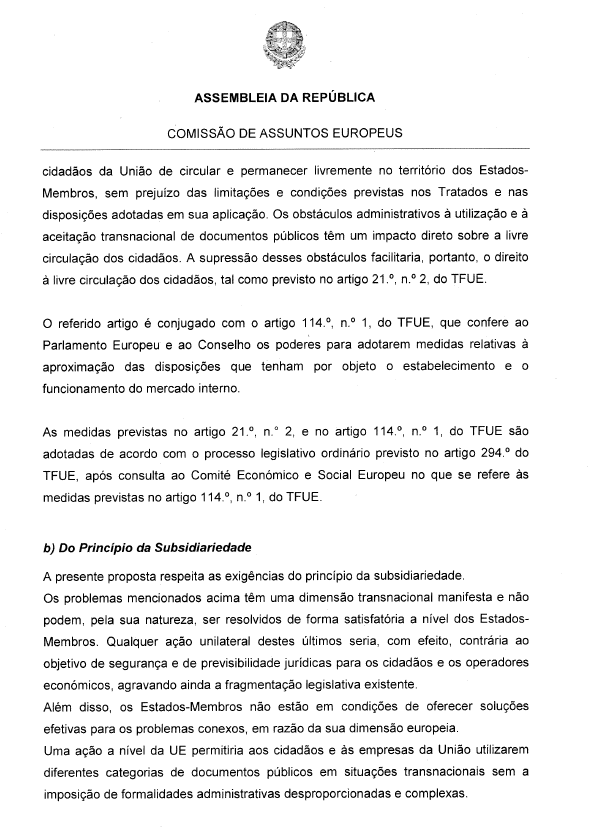 ASSEMBLEIA DA REPÚBLICA
COMISSÃO DE ASSUNTOS EUROPEUS
cidadãos da União de circular e permanecer livremente no território dos Estados-
Membros, sem prejuízo das limitações e condições previstas nos Tratados e nas
disposições adotadas em sua aplicação. Os obstáculos administrativos à utilização e à
aceitação transnacional de documentos públicos têm um impacto direto sobre a livre
circulação dos cidadãos. A supressão desses obstáculos facilitaria, portanto, o direito
à livre circulação dos cidadãos, tal como previsto no artigo 21.º, n.º 2, do TFUE.
O referido artigo é conjugado com o artigo 114.º, n.º 1, do TFUE, que confere ao
Parlamento Europeu e ao Conselho os poderes para adotarem medidas relativas à
aproximação das disposições que tenham por objeto o estabelecimento e o
funcionamento do mercado interno.
As medidas previstas no artigo 21.º, n.° 2, e no artigo 114.º, n.º 1, do TFUE são
adotadas de acordo com o processo legislativo ordinário previsto no artigo 294.º do
TFUE, após consulta ao Comité Económico e Social Europeu no que se refere às
medidas previstas no artigo 114.º, n.º 1, do TFUE.
b) Do Princípio da Subsidiariedade
A presente proposta respeita as exigências do princípio da subsidiariedade.
Os problemas mencionados acima têm uma dimensão transnacional manifesta e não
podem, pela sua natureza, ser resolvidos de forma satisfatória a nível dos Estados-
Membros. Qualquer ação unilateral destes últimos seria, com efeito, contrária ao
objetivo de segurança e de previsibilidade jurídicas para os cidadãos e os operadores
económicos, agravando ainda a fragmentação legislativa existente.
Além disso, os Estados-Membros não estão em condições de oferecer soluções
efetivas para os problemas conexos, em razão da sua dimensão europeia.
Uma ação a nível da UE permitiria aos cidadãos e às empresas da União utilizarem
diferentes categorias de documentos públicos em situações transnacionais sem a
imposição de formalidades administrativas desproporcionadas e complexas.